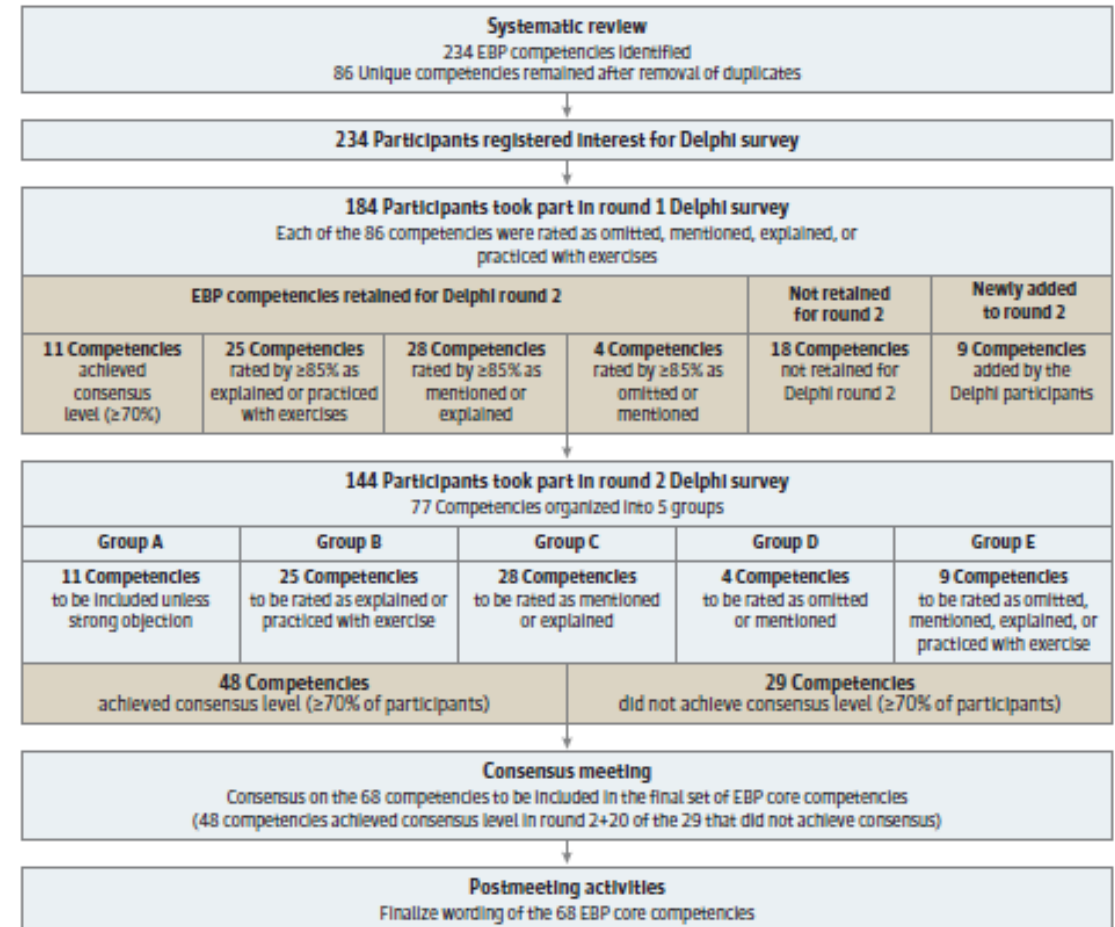 Systematic review
234 EBP competencies identified
86 Unique competencies remained after removal of duplicates
234 Participants registered interest for Delphi survey
184 Participants took part in round 1 Delphi survey
Each of the 86 competencies were rated as omitted, mentioned, explained, or
practiced with exercises
EBP competencies retained for Delphi round 2
Not retained
for round 2
Newly added
to round 2
11 Competencies
achieved
consensus
level (≥70%)
25 Competencies
rated by ≥85% as
explained or practiced
with exercises
28 Competencies
rated by ≥85% as
mentioned or
explained
4 Competencies
rated by ≥85% as
omitted or
mentioned
18 Competencies
not retained for
Delphi round 2
9 Competencies
added by the
Delphi participants
144 Participants took part in round 2 Delphi survey
77 Competencies organized into 5 groups
Group A
Group B
Group C
Group D
Group E
11 Competencies
to be included unless
strong objection
25 Competencies
to be rated as explained or
practiced with exercise
28 Competencies
to be rated as mentioned
or explained
4 Competencies
to be rated as omitted
or mentioned
9 Competencies
to be rated as omitted,
mentioned, explained, or
practiced with exercise
48 Competencies
achieved consensus level (≥70% of participants)
29 Competencies
did not achieve consensus level (≥70% of participants)
Consensus meeting
Consensus on the 68 competencies to be included in the final set of EBP core competencies
(48 competencies achieved consensus level in round 2+20 of the 29 that did not achieve consensus)
Postmeeting activities
Finalize wording of the 68 EBP core competencies